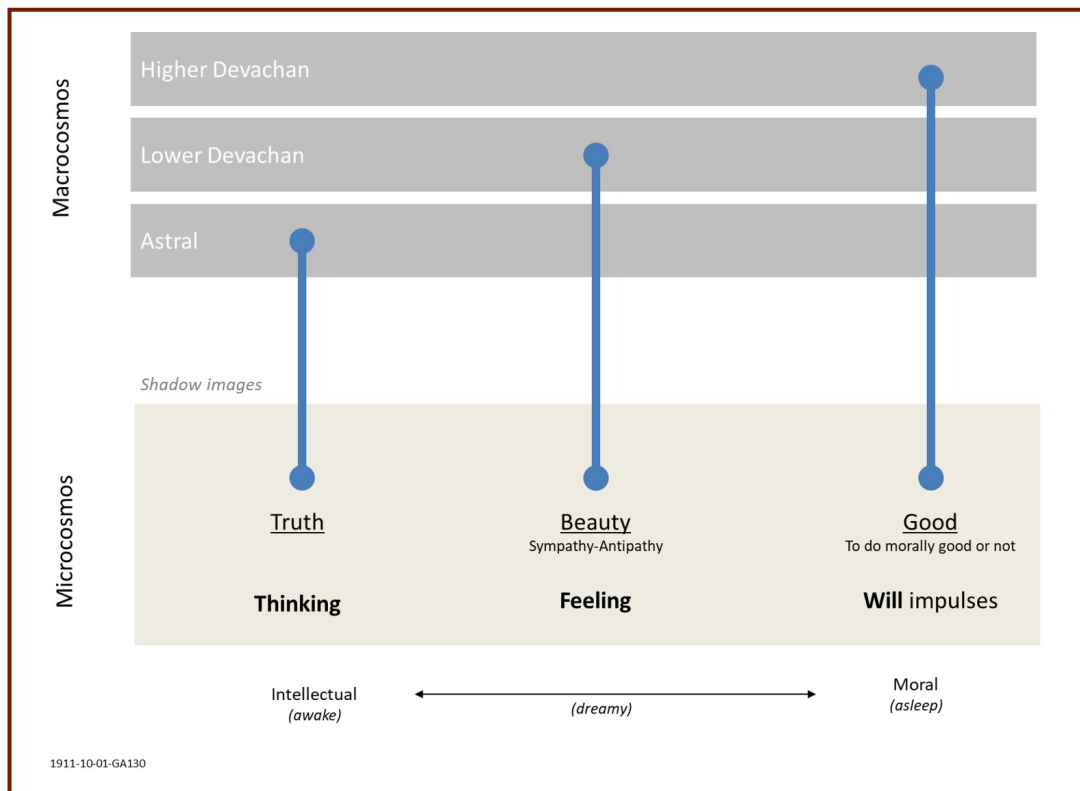 Macrocosmos
Higher Devachan
Lower Devachan
Astral
Shadow images
Microcosmos
Truth
Beauty
Sympathy-Antipathy
Good
To do morally good or not
Thinking
Feeling
Will impulses
Intellectual
(awake)
(dreamy)
Moral
(asleep)
1911-10-01-GA130